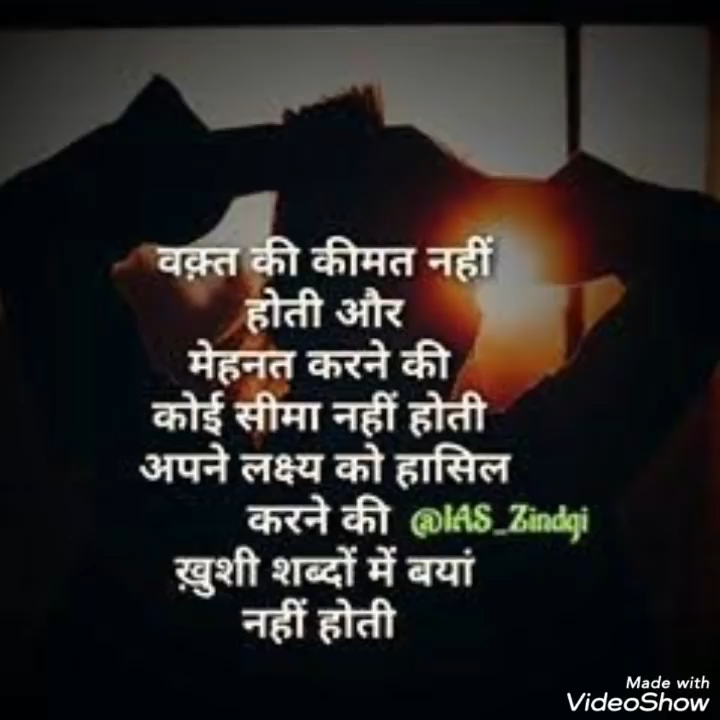 वक़्त की कीमत नहीं
होती और
मेहनत करने की
कोई सीमा नहीं होती
अपने लक्ष्य को हासिल
करने की @IAS_Zindgi
ख़ुशी शब्दों में बयां
नहीं होती
Made with
VideoShow